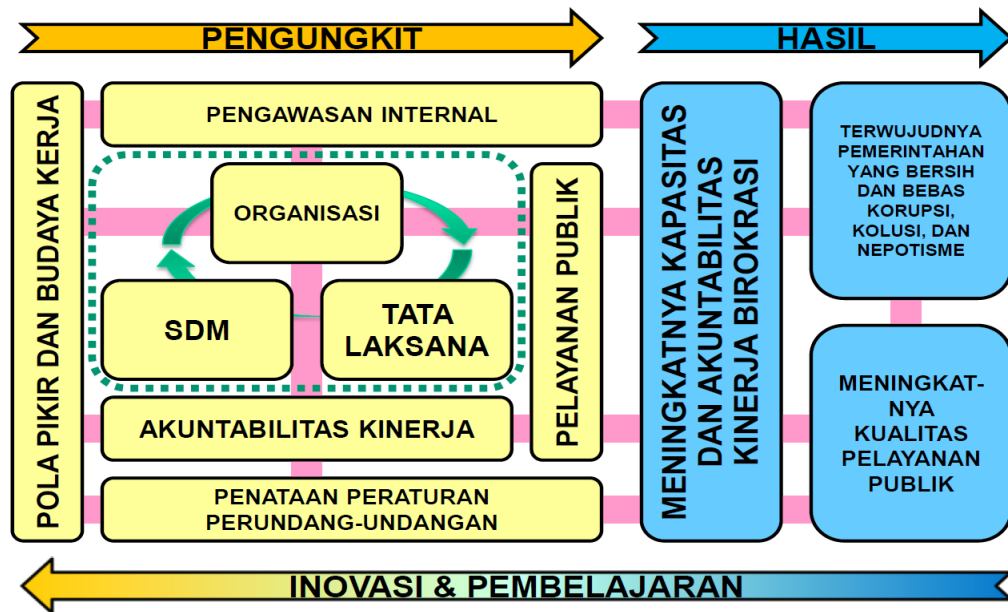 PENGUNGKIT
HASIL
POLA PIKIR DAN BUDAYA KERJA
PENGAWASAN INTERNAL
ORGANISASI
SDM
TATA
LAKSANA
PELAYANAN PUBLIK
AKUNTABILITAS KINERJA
PENATAAN PERATURAN
PERUNDANG-UNDANGAN
MENINGKATNYA KAPASITAS
DAN AKUNTABILITAS
KINERJA BIROKRASI
TERWUJUDNYA
PEMERINTAHAN
YANG BERSIH
DAN BEBAS
KORUPSI,
KOLUSI, DAN
NEPOTISME
MENINGKAT-
NYA
KUALITAS
PELAYANAN
PUBLIK
INOVASI & PEMBELAJARAN